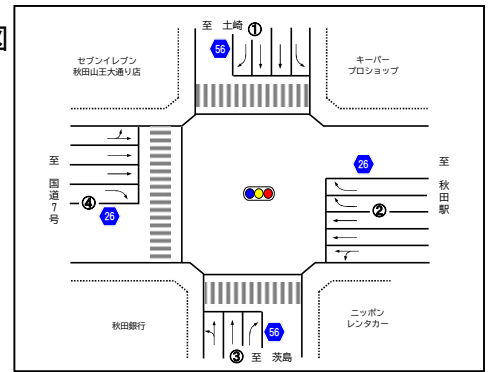 図
至 土崎 ①
56
セブンイレブン
秋田山王大通り店
キーパー
プロショップ
至
国
道
7
号
④
26
26
②
至
秋
田
駅
秋田銀行
56
③ 至 茨島
ニッポン
レンタカー